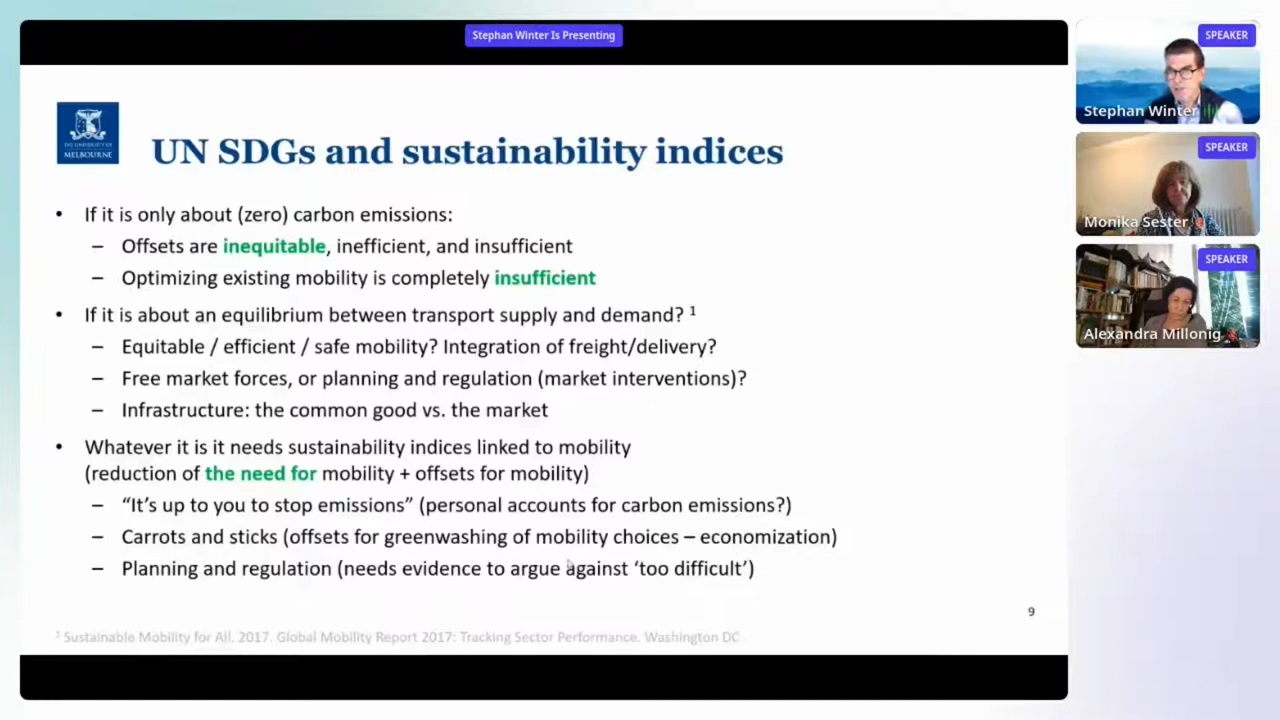 Stephan Winter Is Presenting
THE UNIVERSITY OF
MELBOURNE
UN SDGs and sustainability indices
• If it is only about (zero) carbon emissions:
– Offsets are inequitable, inefficient, and insufficient
– Optimizing existing mobility is completely insufficient
• If it is about an equilibrium between transport supply and demand? 1
– Equitable / efficient / safe mobility? Integration of freight/delivery?
– Free market forces, or planning and regulation (market interventions)?
– Infrastructure: the common good vs. the market
• Whatever it is it needs sustainability indices linked to mobility
(reduction of the need for mobility + offsets for mobility)
– “It’s up to you to stop emissions” (personal accounts for carbon emissions?)
– Carrots and sticks (offsets for greenwashing of mobility choices – economization)
– Planning and regulation (needs evidence to argue against ‘too difficult’)
9
1 Sustainable Mobility for All. 2017. Global Mobility Report 2017: Tracking Sector Performance. Washington DC
SPEAKER
Stephan Winter
SPEAKER
Monika Sester
SPEAKER
Alexandra Millonig